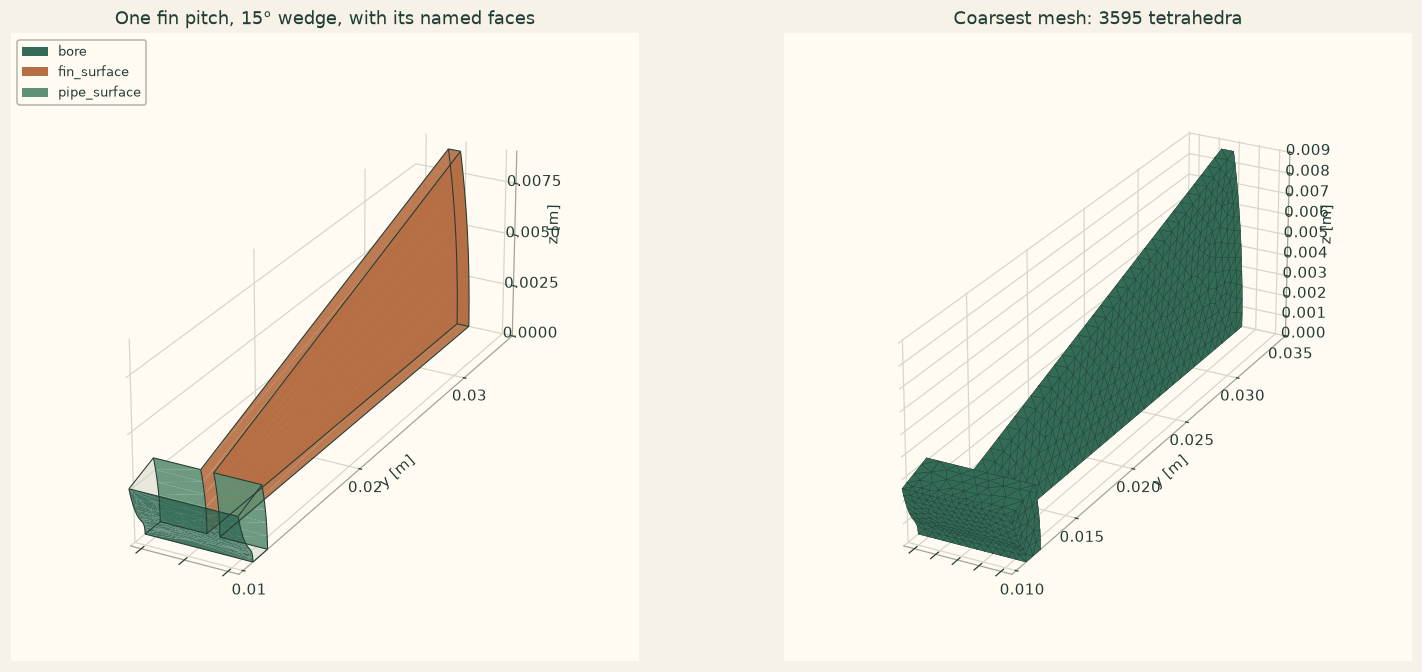 One fin pitch, 15° wedge, with its named faces
bore
fin_surface
pipe_surface
0.0075
0.0050
0.0025
0.0000
z [m]
0.03
0.02
y [m]
0.01
Coarsest mesh: 3595 tetrahedra
0.009
0.008
0.007
0.006
0.005
0.004
0.003
0.002
0.001
0.000
z [m]
0.035
0.030
0.025
0.020
y [m]
0.015
0.010